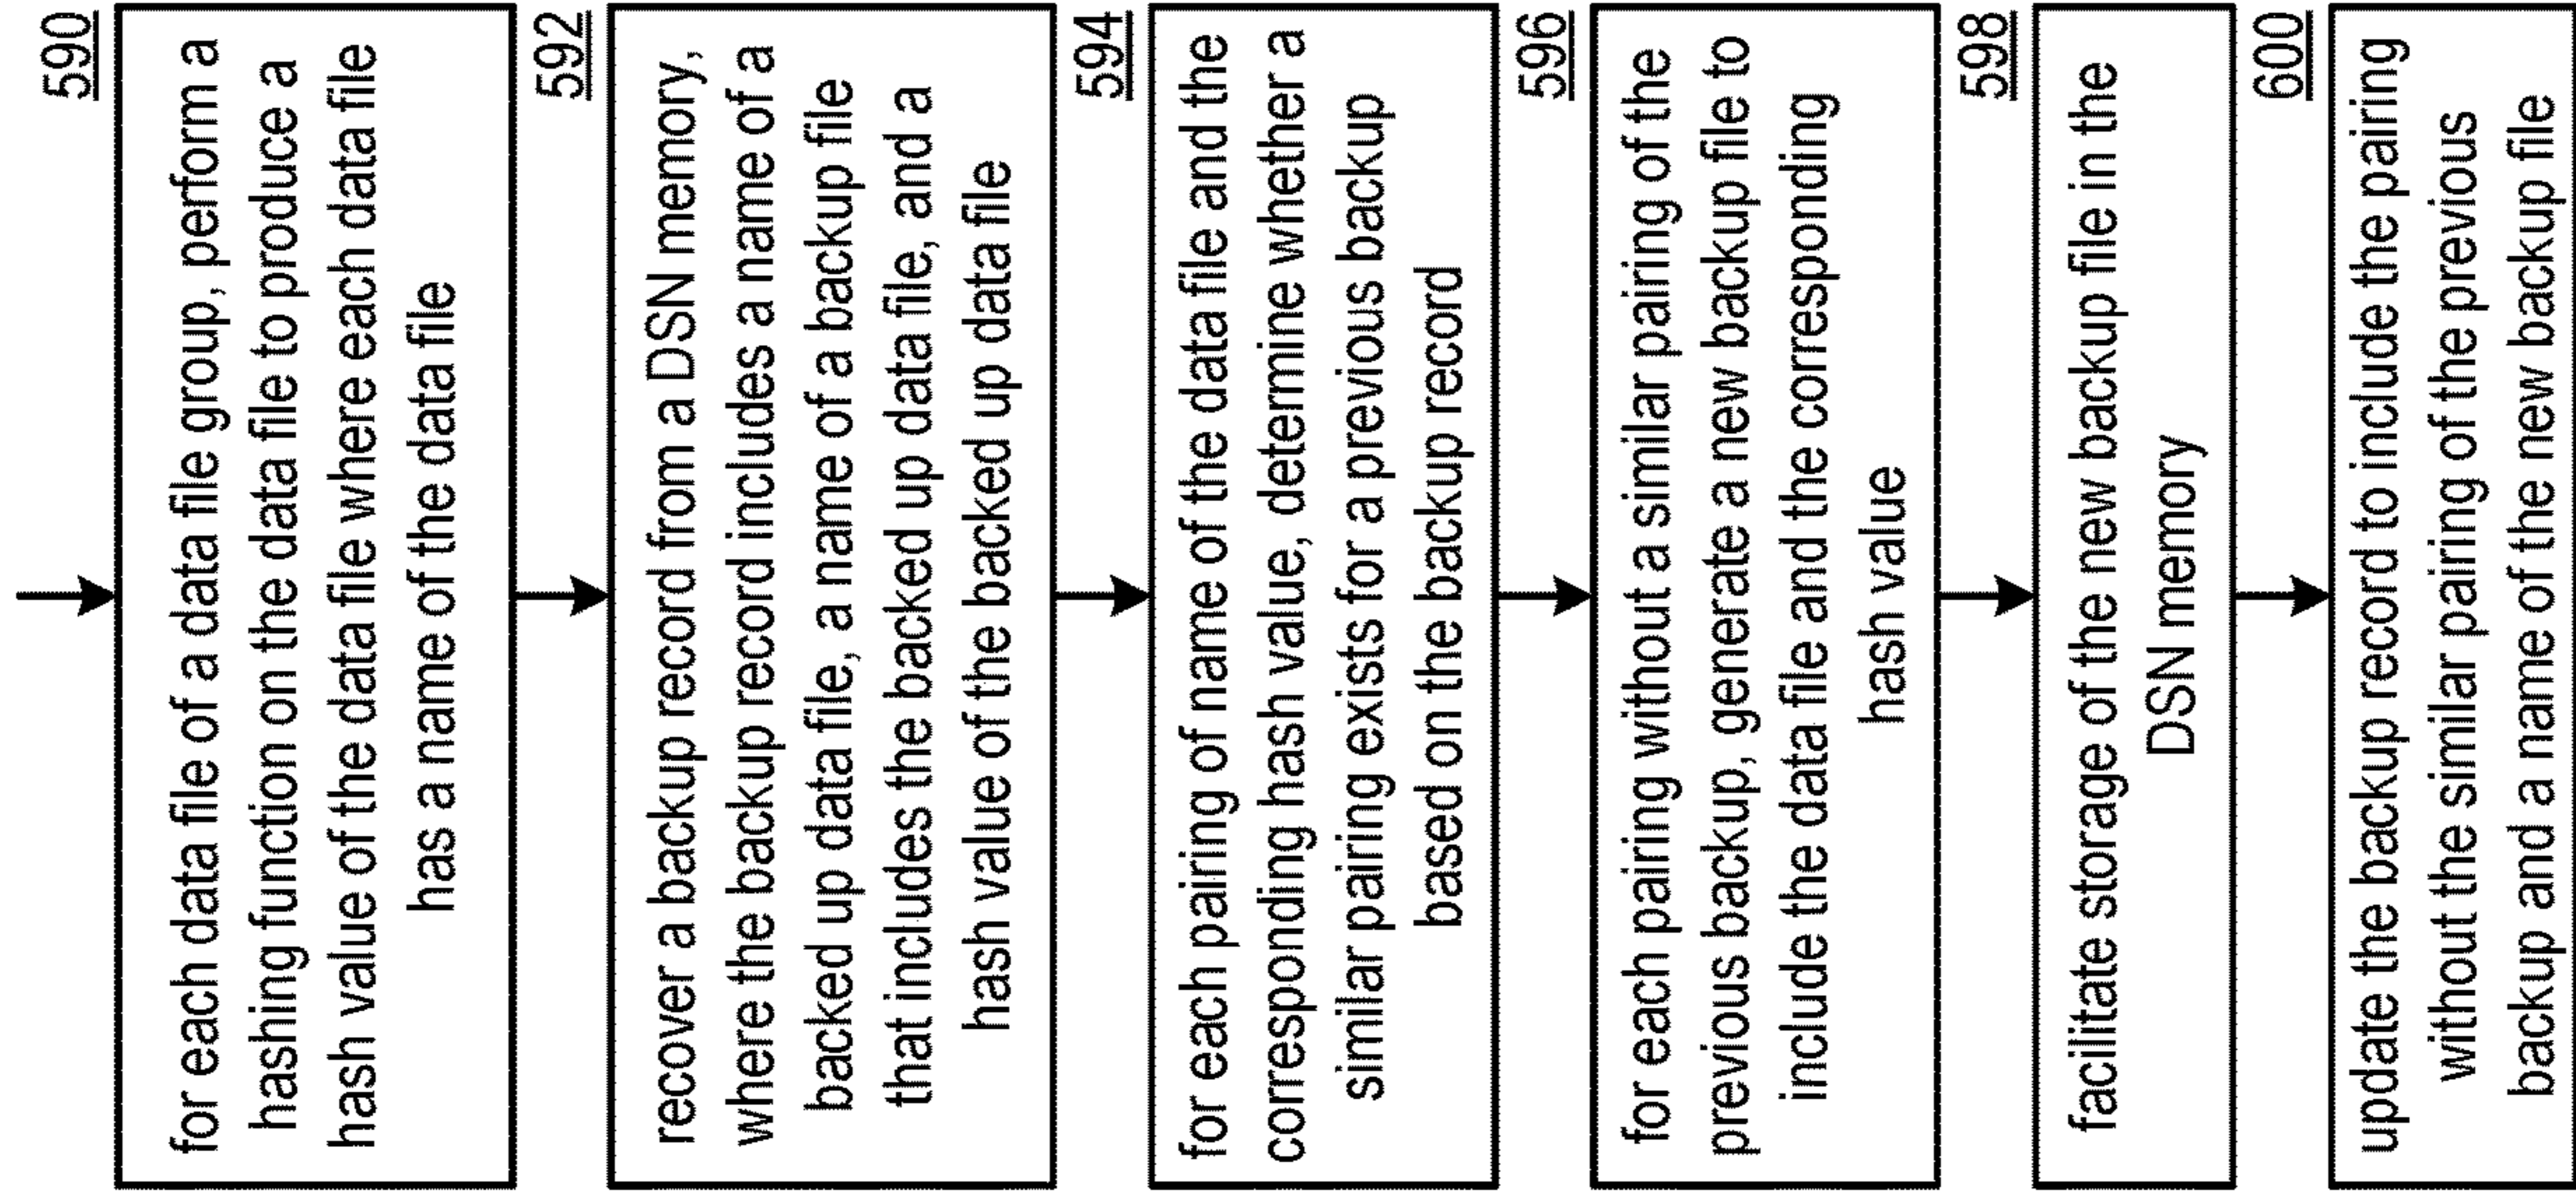 590
for each data file of a data file group, perform a
hashing function on the data file to produce a
hash value of the data file where each data file
has a name of the data file
592
recover a backup record from a DSN memory,
where the backup record includes a name of a
backed up data file, a name of a backup file
that includes the backed up data file, and a
hash value of the backed up data file
594
for each pairing of name of the data file and the
corresponding hash value, determine whether a
similar pairing exists for a previous backup
based on the backup record
596
for each pairing without a similar pairing of the
previous backup, generate a new backup file to
include the data file and the corresponding
hash value
598
facilitate storage of the new backup file in the
DSN memory
600
update the backup record to include the pairing
without the similar pairing of the previous
backup and a name of the new backup file